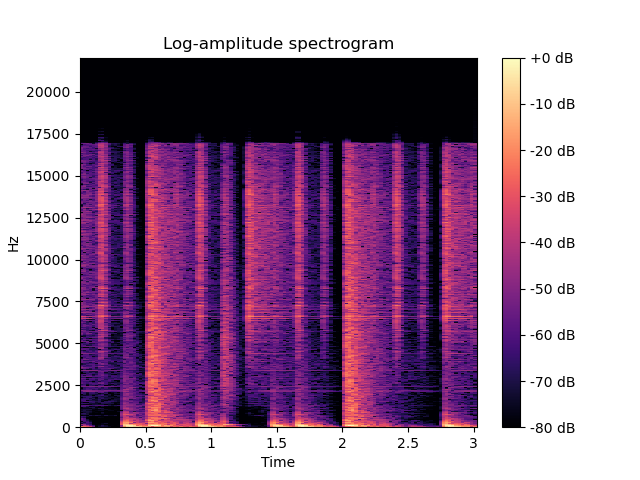 Log-amplitude spectrogram
Hz
20000
17500
15000
12500
10000
7500
5000
2500
0
0 0.5 1 1.5 2 2.5 3
Time
+0 dB
-10 dB
-20 dB
-30 dB
-40 dB
-50 dB
-60 dB
-70 dB
-80 dB